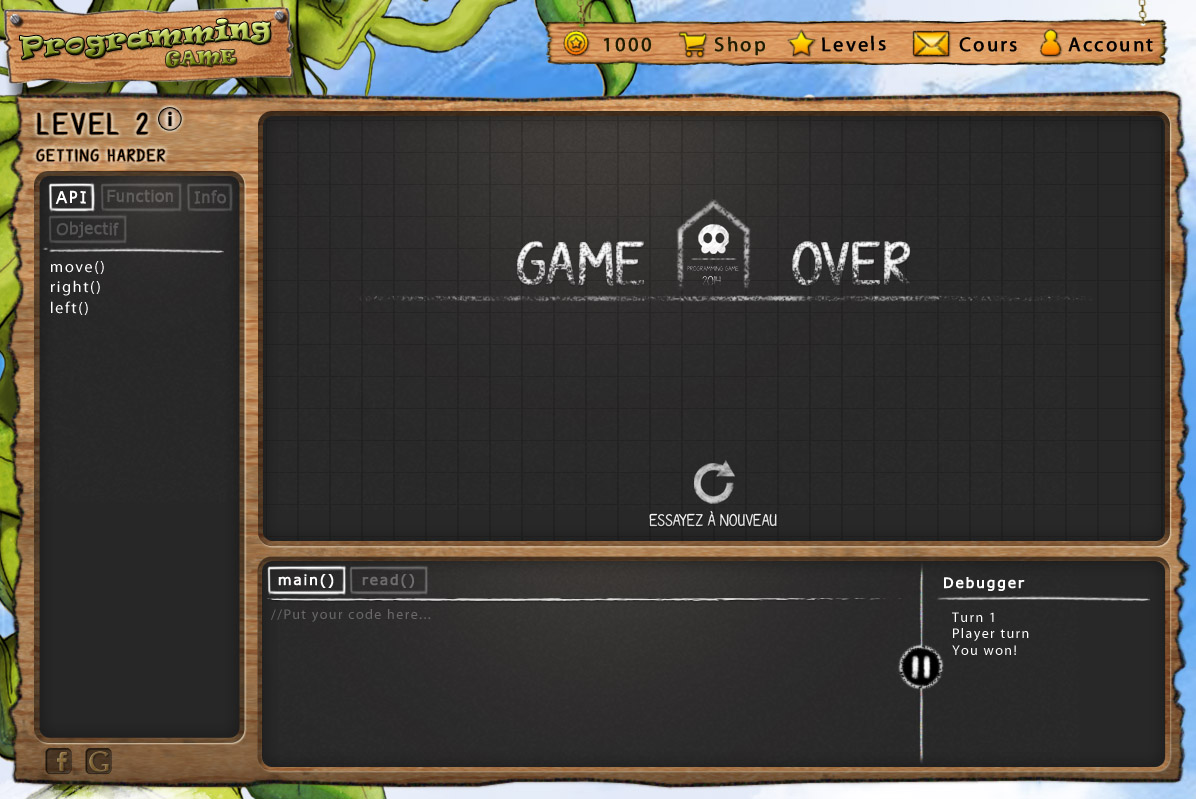 Programming
GAME
1000 Shop Levels Cours Account
LEVEL 2 i
GETTING HARDER
API Function Info
Objectif
move()
right()
left()
GAME OVER
PROGRAMMING GAME
2014
ESSAYEZ À NOUVEAU
main() read()
//Put your code here...
Debugger
Turn 1
Player turn
You won!
f G